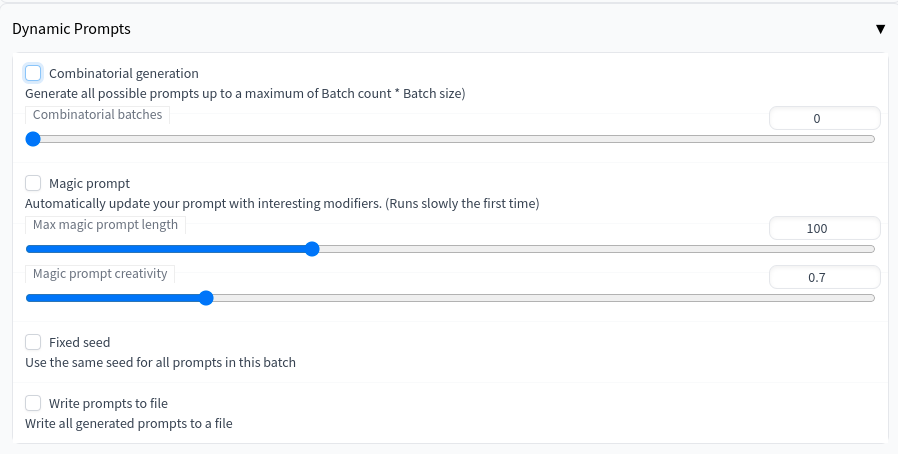 Dynamic Prompts ▼
Combinatorial generation
Generate all possible prompts up to a maximum of Batch count * Batch size)
Combinatorial batches 0
Magic prompt
Automatically update your prompt with interesting modifiers. (Runs slowly the first time)
Max magic prompt length 100
Magic prompt creativity 0.7
Fixed seed
Use the same seed for all prompts in this batch
Write prompts to file
Write all generated prompts to a file